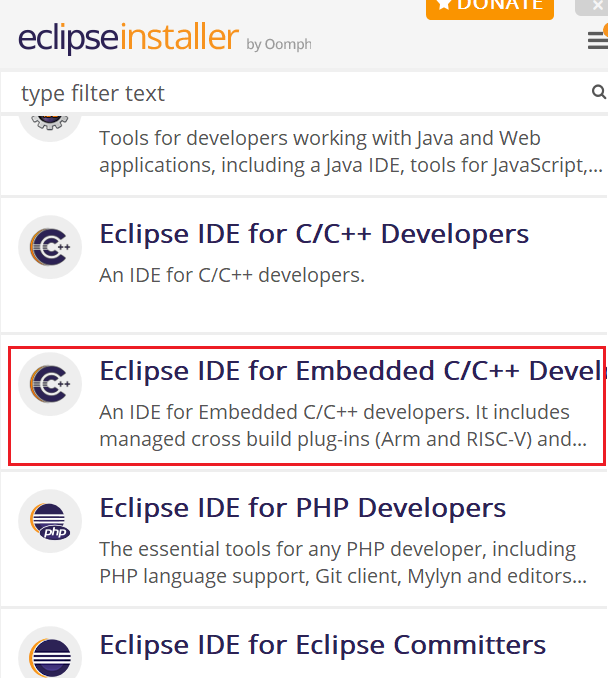 DONATE
eclipseinstaller by Oomph
type filter text
Tools for developers working with Java and Web
applications, including a Java IDE, tools for JavaScript,...
Eclipse IDE for C/C++ Developers
An IDE for C/C++ developers.
Eclipse IDE for Embedded C/C++ Devel
An IDE for Embedded C/C++ developers. It includes
managed cross build plug-ins (Arm and RISC-V) and...
Eclipse IDE for PHP Developers
The essential tools for any PHP developer, including
PHP language support, Git client, Mylyn and editors...
Eclipse IDE for Eclipse Committers
C++
C++
php